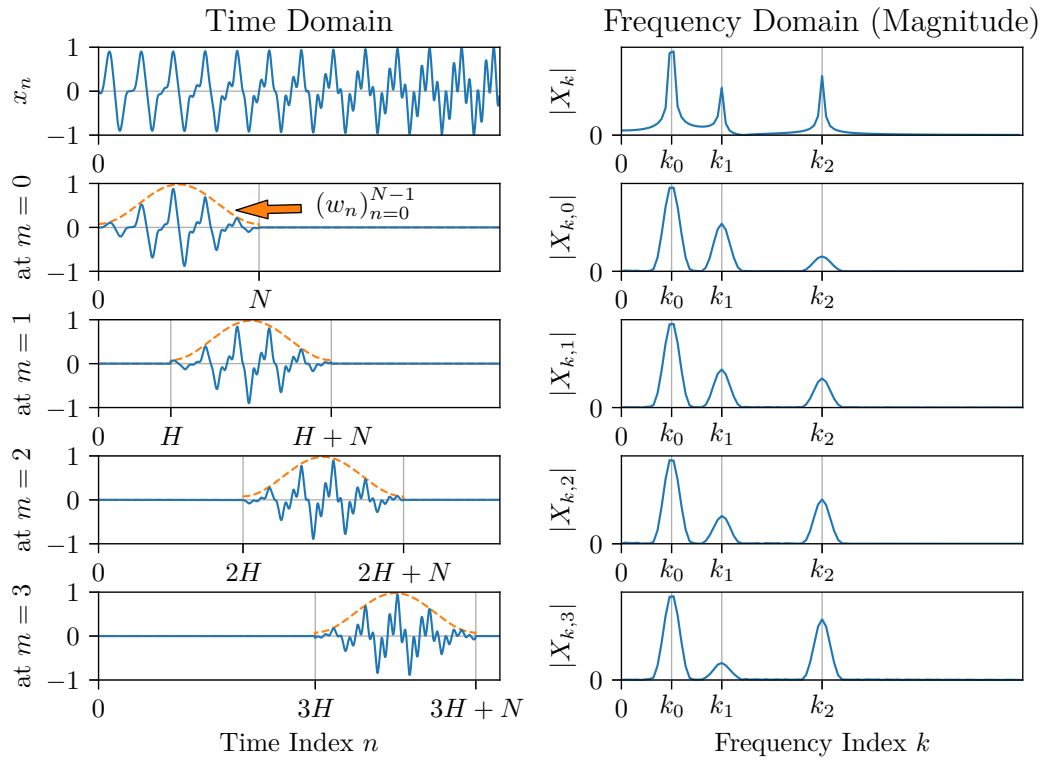 Time Domain
Frequency Domain (Magnitude)
1
0
−1
x_n
0
|X_k|
0
0
k_0
k_1
k_2
at m = 0
1
0
−1
(w_n)_{n=0}^{N−1}
0
N
|X_{k,0}|
0
0
k_0
k_1
k_2
at m = 1
1
0
−1
0
H
H + N
|X_{k,1}|
0
0
k_0
k_1
k_2
at m = 2
1
0
−1
0
2H
2H + N
|X_{k,2}|
0
0
k_0
k_1
k_2
at m = 3
1
0
−1
0
3H
3H + N
|X_{k,3}|
0
0
k_0
k_1
k_2
Time Index n
Frequency Index k